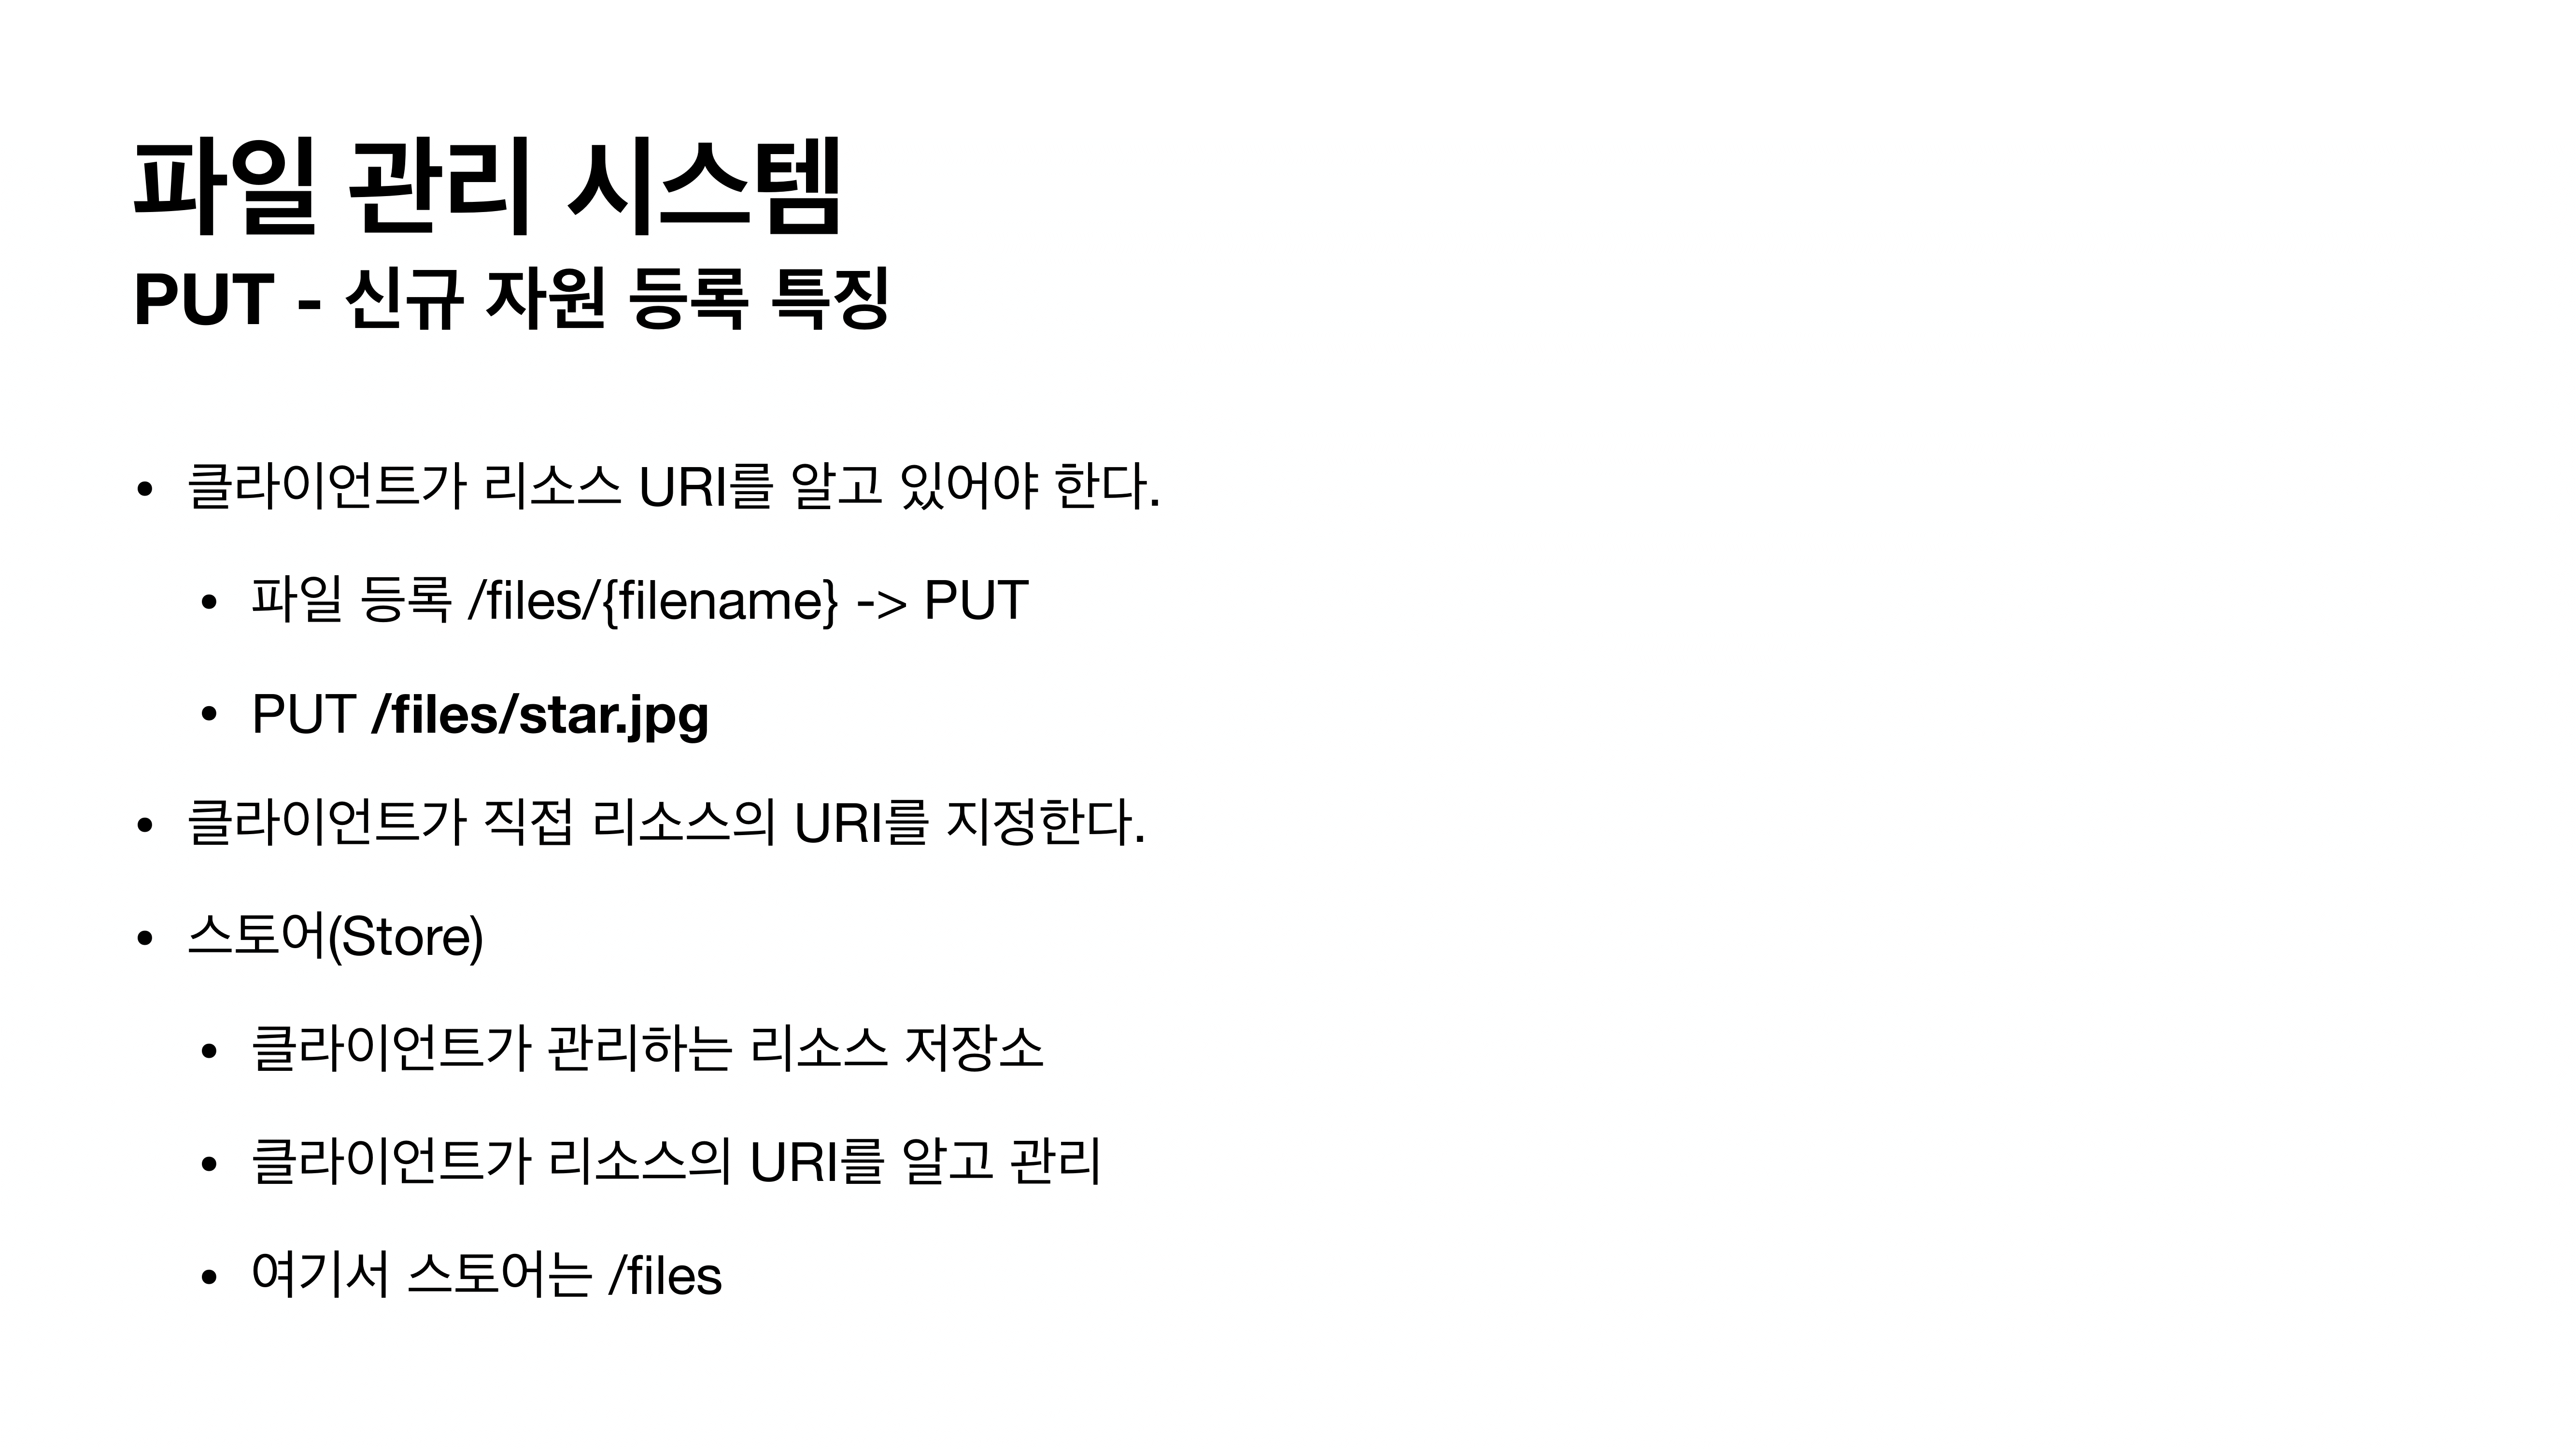 파일 관리 시스템
PUT - 신규 자원 등록 특징
• 클라이언트가 리소스 URI를 알고 있어야 한다.
• 파일 등록 /files/{filename} -> PUT
• PUT /files/star.jpg
• 클라이언트가 직접 리소스의 URI를 지정한다.
• 스토어(Store)
• 클라이언트가 관리하는 리소스 저장소
• 클라이언트가 리소스의 URI를 알고 관리
• 여기서 스토어는 /files